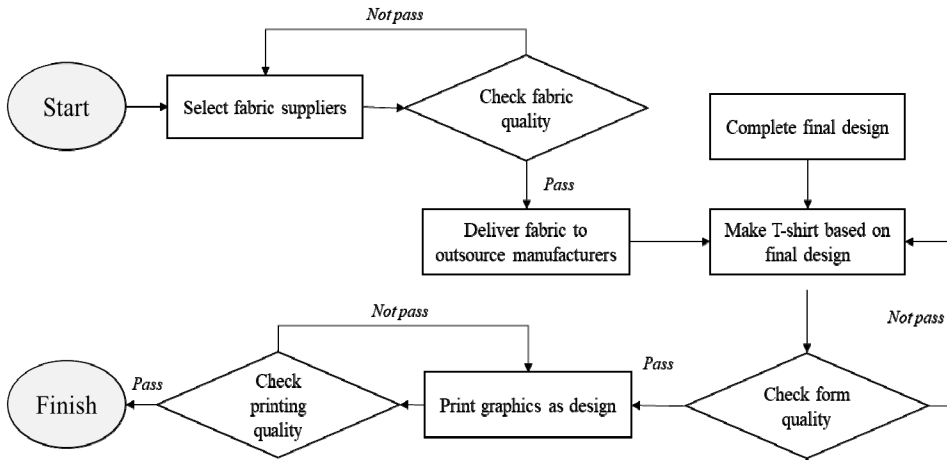 Not pass
Start
Select fabric suppliers
Check fabric
quality
Complete final design
Pass
Deliver fabric to
outsource manufacturers
Make T-shirt based on
final design
Not pass
Not pass
Finish
Pass
Check
printing
quality
Print graphics as design
Pass
Check form
quality